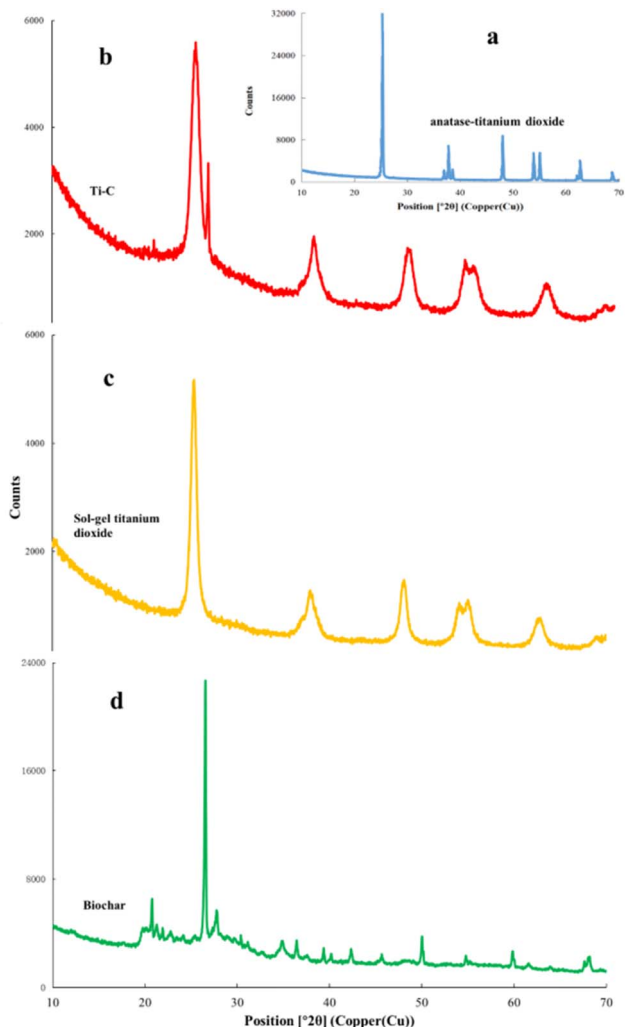 6000
b
4000
Ti-C
2000
32000
a
24000
Counts
16000
anatase-titanium dioxide
8000
0
10 20 30 40 50 60 70
Position [°2θ] (Copper(Cu)
6000
c
4000
Counts
Sol-gel titanium
dioxide
2000
24000
d
16000
8000
Biochar
0
10 20 30 40 50 60 70
Position [°2θ] (Copper(Cu)